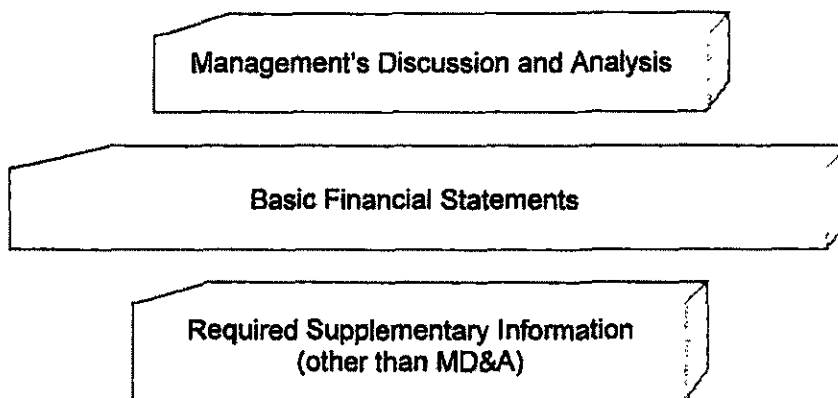 Management's Discussion and Analysis
Basic Financial Statements
Required Supplementary Information
(other than MD&A)